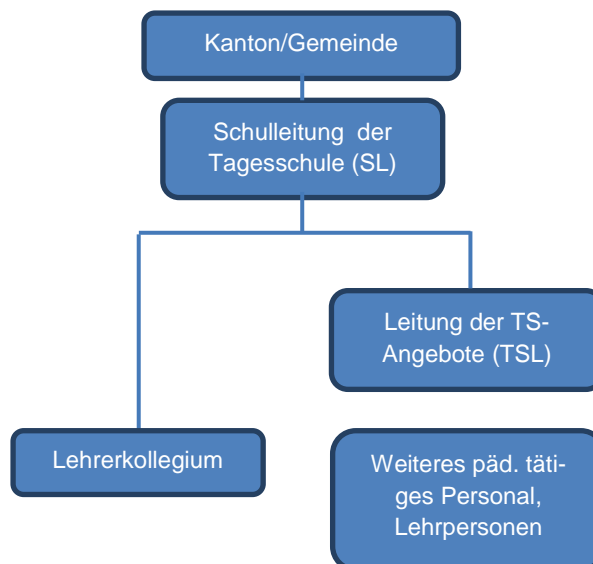 Kanton/Gemeinde
Schulleitung der
Tagesschule (SL)
Leitung der TS-
Angebote (TSL)
Lehrerkollegium
Weiteres päd. täti-
ges Personal,
Lehrpersonen